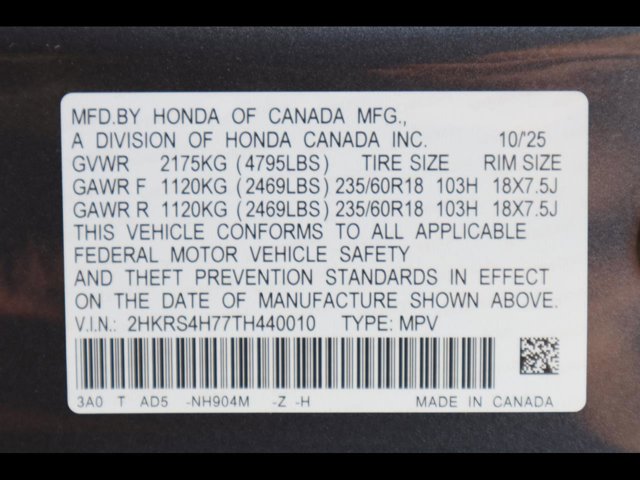 MFD.BY HONDA OF CANADA MFG.,
A DIVISION OF HONDA CANADA INC. 10/'25
GVWR 2175KG (4795LBS) TIRE SIZE RIM SIZE
GAWR F 1120KG (2469LBS) 235/60R18 103H 18X7.5J
GAWR R 1120KG (2469LBS) 235/60R18 103H 18X7.5J
THIS VEHICLE CONFORMS TO ALL APPLICABLE
FEDERAL MOTOR VEHICLE SAFETY
AND THEFT PREVENTION STANDARDS IN EFFECT
ON THE DATE OF MANUFACTURE SHOWN ABOVE.
V.I.N.: 2HKRS4H77TH440010 TYPE: MPV
3A0 T AD5 -NH904M -Z -H MADE IN CANADA